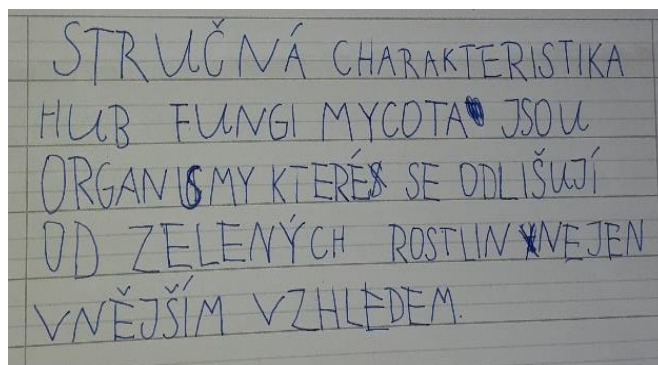 STRUČNÁ CHARAKTERISTIKA
HUB FUNGI MYCOTA JSOU
ORGANISMY KTERÉ SE ODLIŠUJÍ
OD ZELENÝCH ROSTLIN NEJEN
VNĚJŠÍM VZHLEDEM.